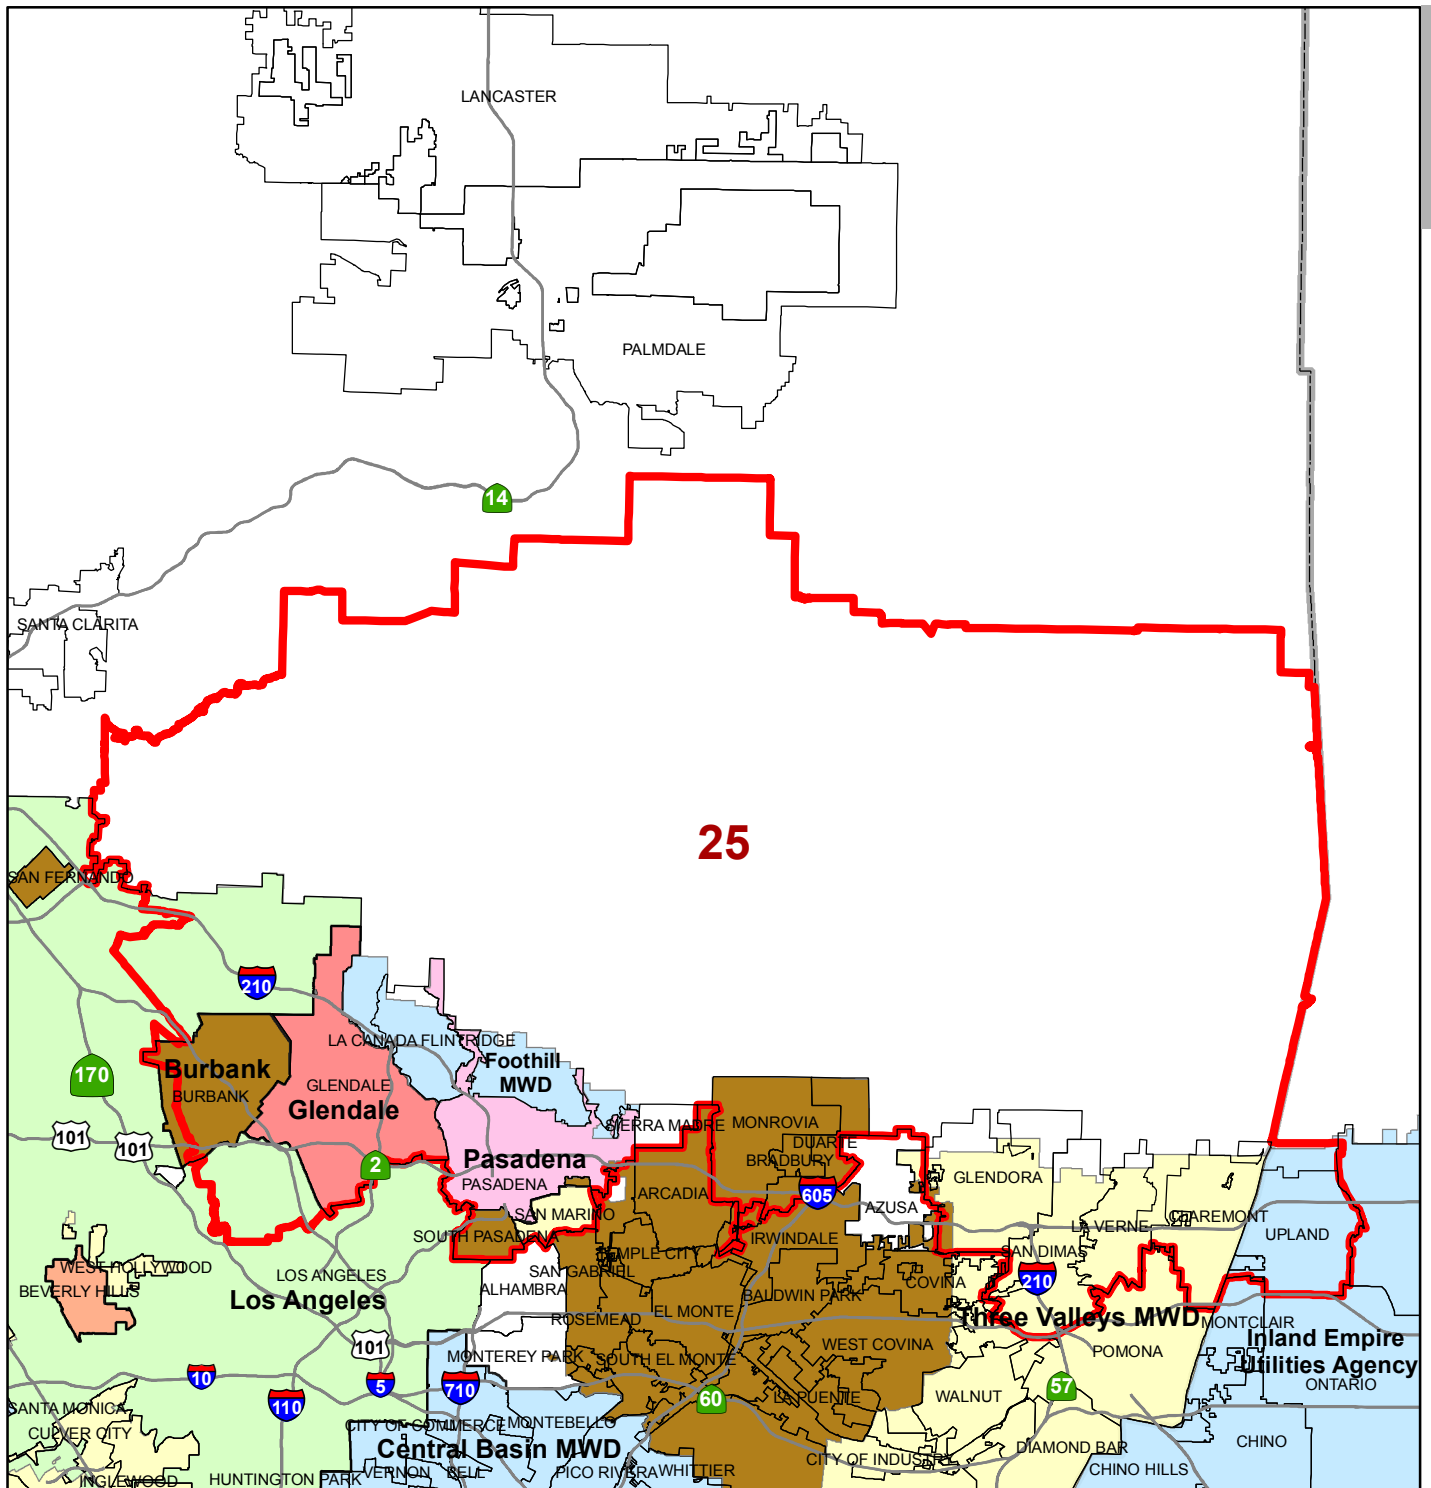 LANCASTER
PALMDALE
14
SANTA CLARITA
25
SAN FERNANDO
210
LA CANADA FLINTRIDGE
Foothill
MWD
Burbank
BURBANK
GLENDALE
Glendale
170
101
101
2
SIERRA MADRE
MONROVIA
DUARTE
BRADBURY
Pasadena
PASADENA
ARCADIA
605
AZUSA
GLENDORA
SAN MARINO
SOUTH PASADENA
IRWINDALE
LA VERNE
CLAREMONT
UPLAND
TEMPLE CITY
SAN GABRIEL
SAN DIMAS
210
COVINA
WEST HOLLYWOOD
BEVERLY HILLS
LOS ANGELES
Los Angeles
ALHAMBRA
EL MONTE
BALDWIN PARK
ROSEMEAD
Three Valleys MWD
MONTCLAIR
POMONA
Inland Empire
Utilities Agency
ONTARIO
101
MONTEREY PARK
SOUTH EL MONTE
WEST COVINA
10
5
710
110
60
LA PUENTE
WALNUT
57
SANTA MONICA
CULVER CITY
CITY OF COMMERCE
MONTEBELLO
Central Basin MWD
DIAMOND BAR
CHINO
CITY OF INDUSTRY
CHINO HILLS
INGLEWOOD
HUNTINGTON PARK
VERNON
BELL
PICO RIVERA
WHITTIER